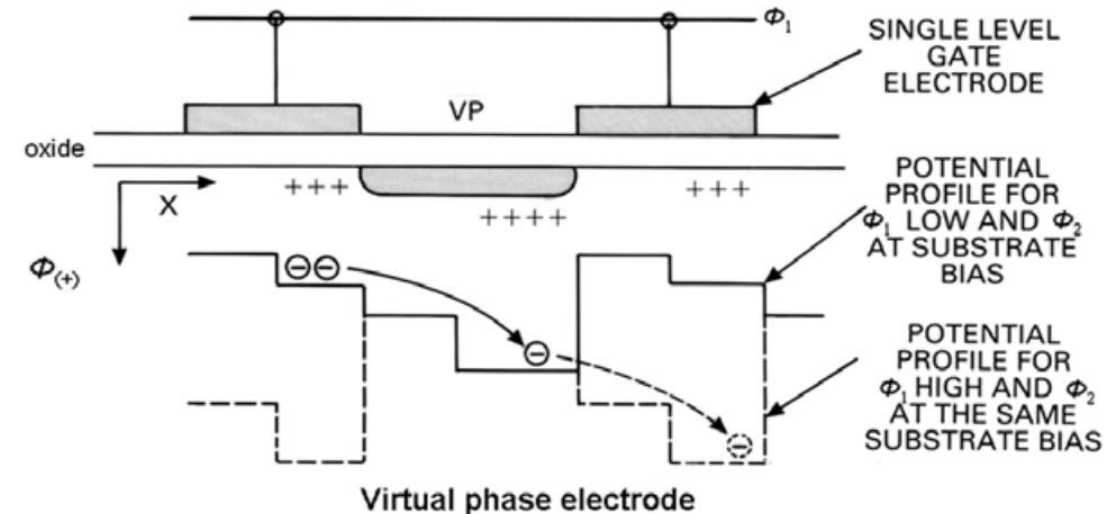 Φ₁
SINGLE LEVEL
GATE
ELECTRODE
VP
oxide
+++
+++
++++
X
Φ(+)
POTENTIAL
PROFILE FOR
Φ₁ LOW AND Φ₂
AT SUBSTRATE
BIAS
POTENTIAL
PROFILE FOR
Φ₁ HIGH AND Φ₂
AT THE SAME
SUBSTRATE BIAS
Virtual phase electrode